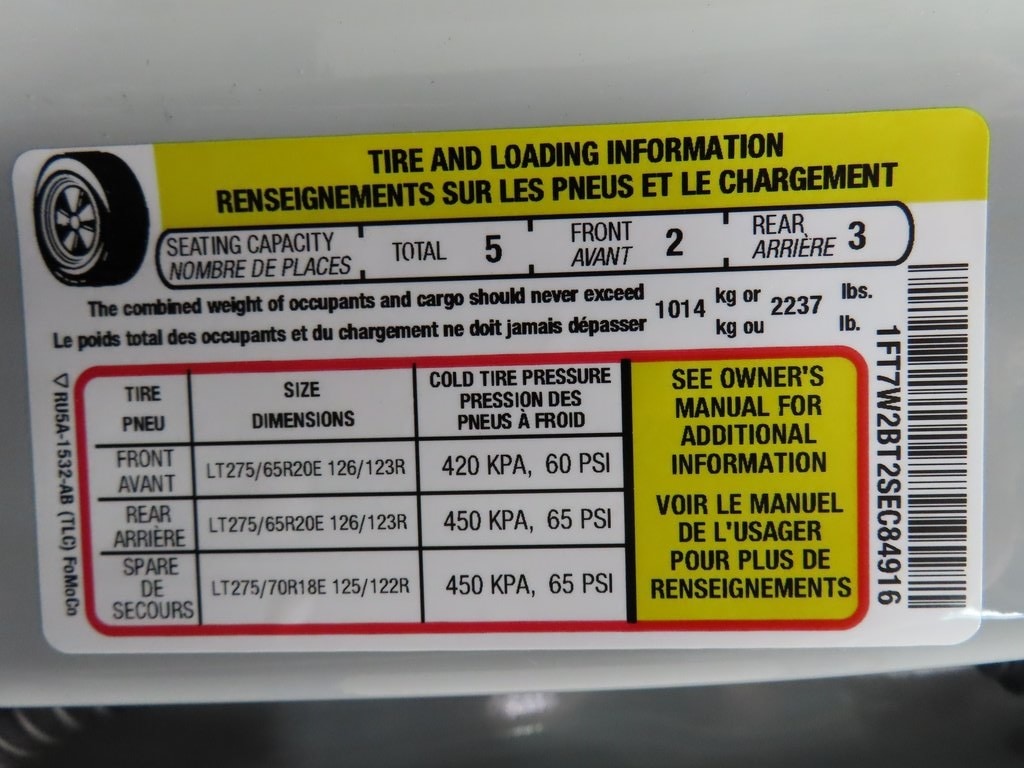 TIRE AND LOADING INFORMATION
RENSEIGNEMENTS SUR LES PNEUS ET LE CHARGEMENT
SEATING CAPACITY
NOMBRE DE PLACES
TOTAL 5
FRONT
AVANT
2
REAR
ARRIÈRE
3
The combined weight of occupants and cargo should never exceed
Le poids total des occupants et du chargement ne doit jamais dépasser
1014
kg or
kg ou
2237
lbs.
lb.
TIRE
PNEU
SIZE
DIMENSIONS
COLD TIRE PRESSURE
PRESSION DES
PNEUS À FROID
FRONT
AVANT
LT275/65R20E 126/123R
420 KPA, 60 PSI
REAR
ARRIÈRE
LT275/65R20E 126/123R
450 KPA, 65 PSI
SPARE
DE
SECOURS
LT275/70R18E 125/122R
450 KPA, 65 PSI
SEE OWNER'S
MANUAL FOR
ADDITIONAL
INFORMATION
VOIR LE MANUEL
DE L'USAGER
POUR PLUS DE
RENSEIGNEMENTS
1FT7W2BT2SEC84916
▽RU5A-1532-AB (TLC) FoMoCo